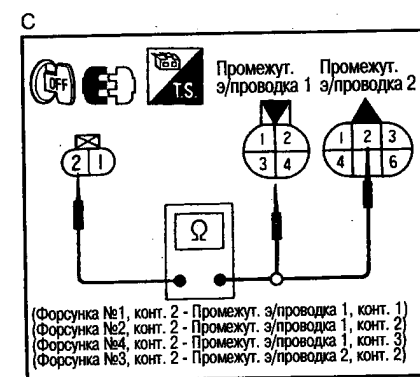 C
OFF
T.S.
Промежут. э/проводка 1
Промежут. э/проводка 2
2 1
1 2
3 4
1 2 3
4 6
Ω
(Форсунка №1, конт. 2 - Промежут. э/проводка 1, конт. 1)
(Форсунка №2, конт. 2 - Промежут. э/проводка 1, конт. 2)
(Форсунка №4, конт. 2 - Промежут. э/проводка 1, конт. 3)
(Форсунка №3, конт. 2 - Промежут. э/проводка 2, конт. 2)